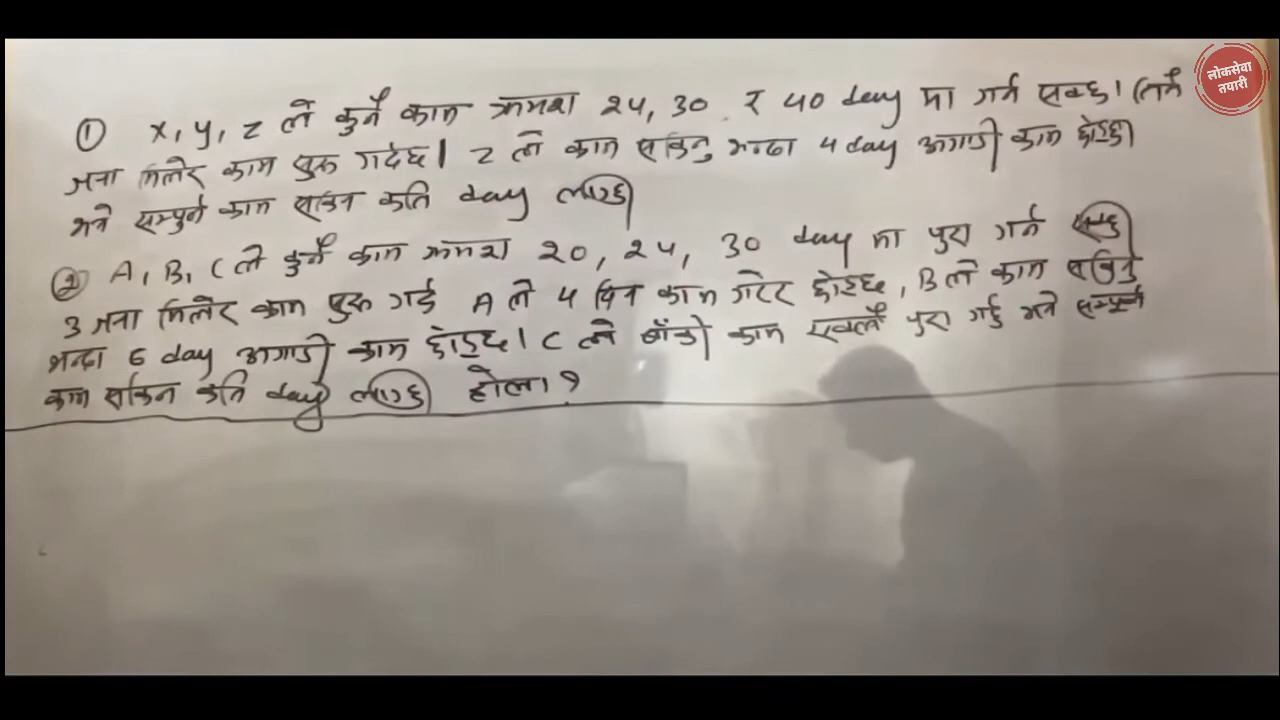 लोकसेवा
तयारी
① X, Y, Z ले कुनै काम क्रमश 24, 30 र 40 day मा गर्न सक्छ। तिनै
जना मिलेर काम सुरू गर्दछ। Z ले काम सकिनु भन्दा 4 day अगाडी काम छोड्छ।
भने सम्पुर्ण काम सकिन कति day लाग्छ
② A, B, C ले कुनै काम क्रमश 20, 24, 30 day मा पुरा गर्न सक्छ
3 जना मिलेर काम सुरू गर्दा A ले 4 दिन काम गरेर छोड्छ, B ले काम सकिनु
भन्दा 6 day अगाडी काम छोड्छ। C ले बाँकी काम एक्लै पुरा गर्छ भने सम्पूर्ण
काम सकिन कति day लाग्छ होला?